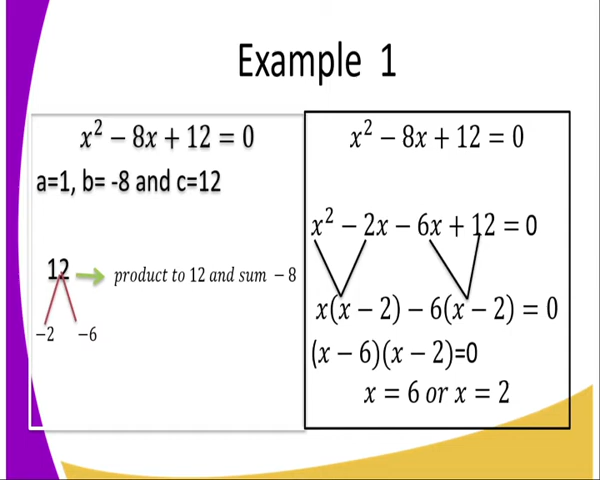 Example 1
x² − 8x + 12 = 0
a=1, b= -8 and c=12
12
product to 12 and sum − 8
−2
−6
x² − 8x + 12 = 0
x² − 2x − 6x + 12 = 0
x(x − 2) − 6(x − 2) = 0
(x − 6)(x − 2)=0
x = 6 or x = 2